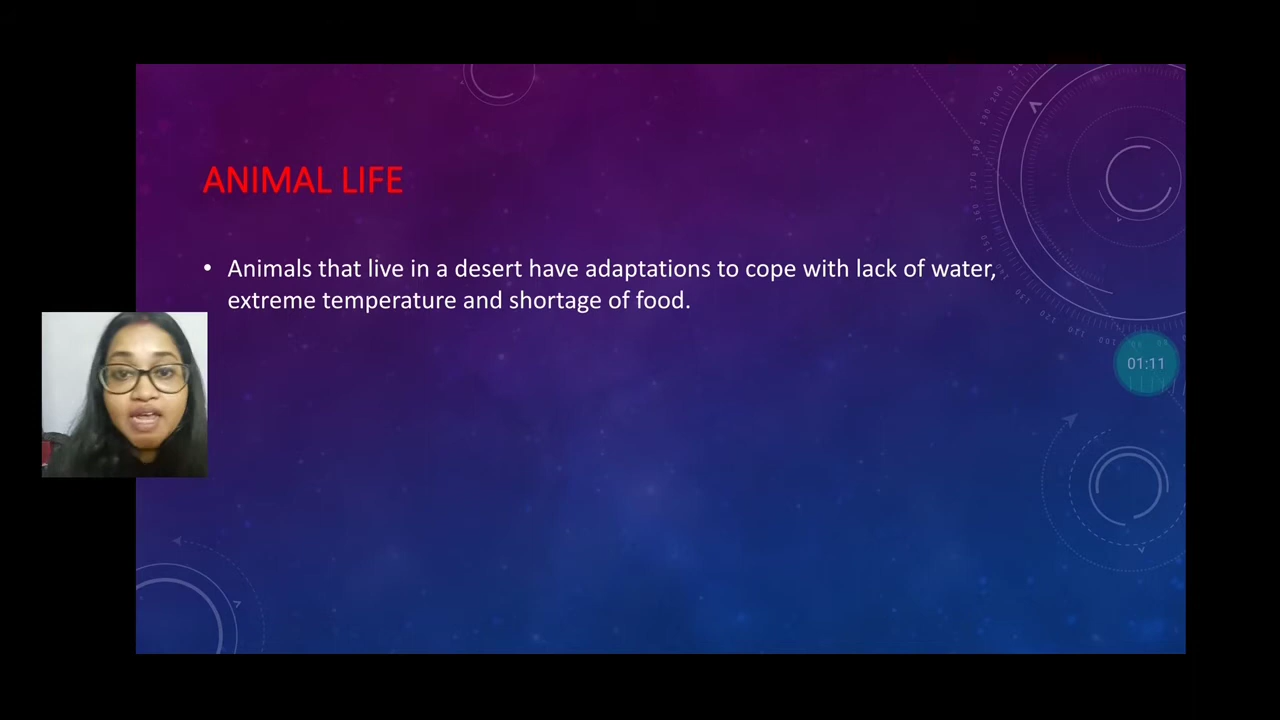 ANIMAL LIFE
• Animals that live in a desert have adaptations to cope with lack of water,
extreme temperature and shortage of food.
01:11